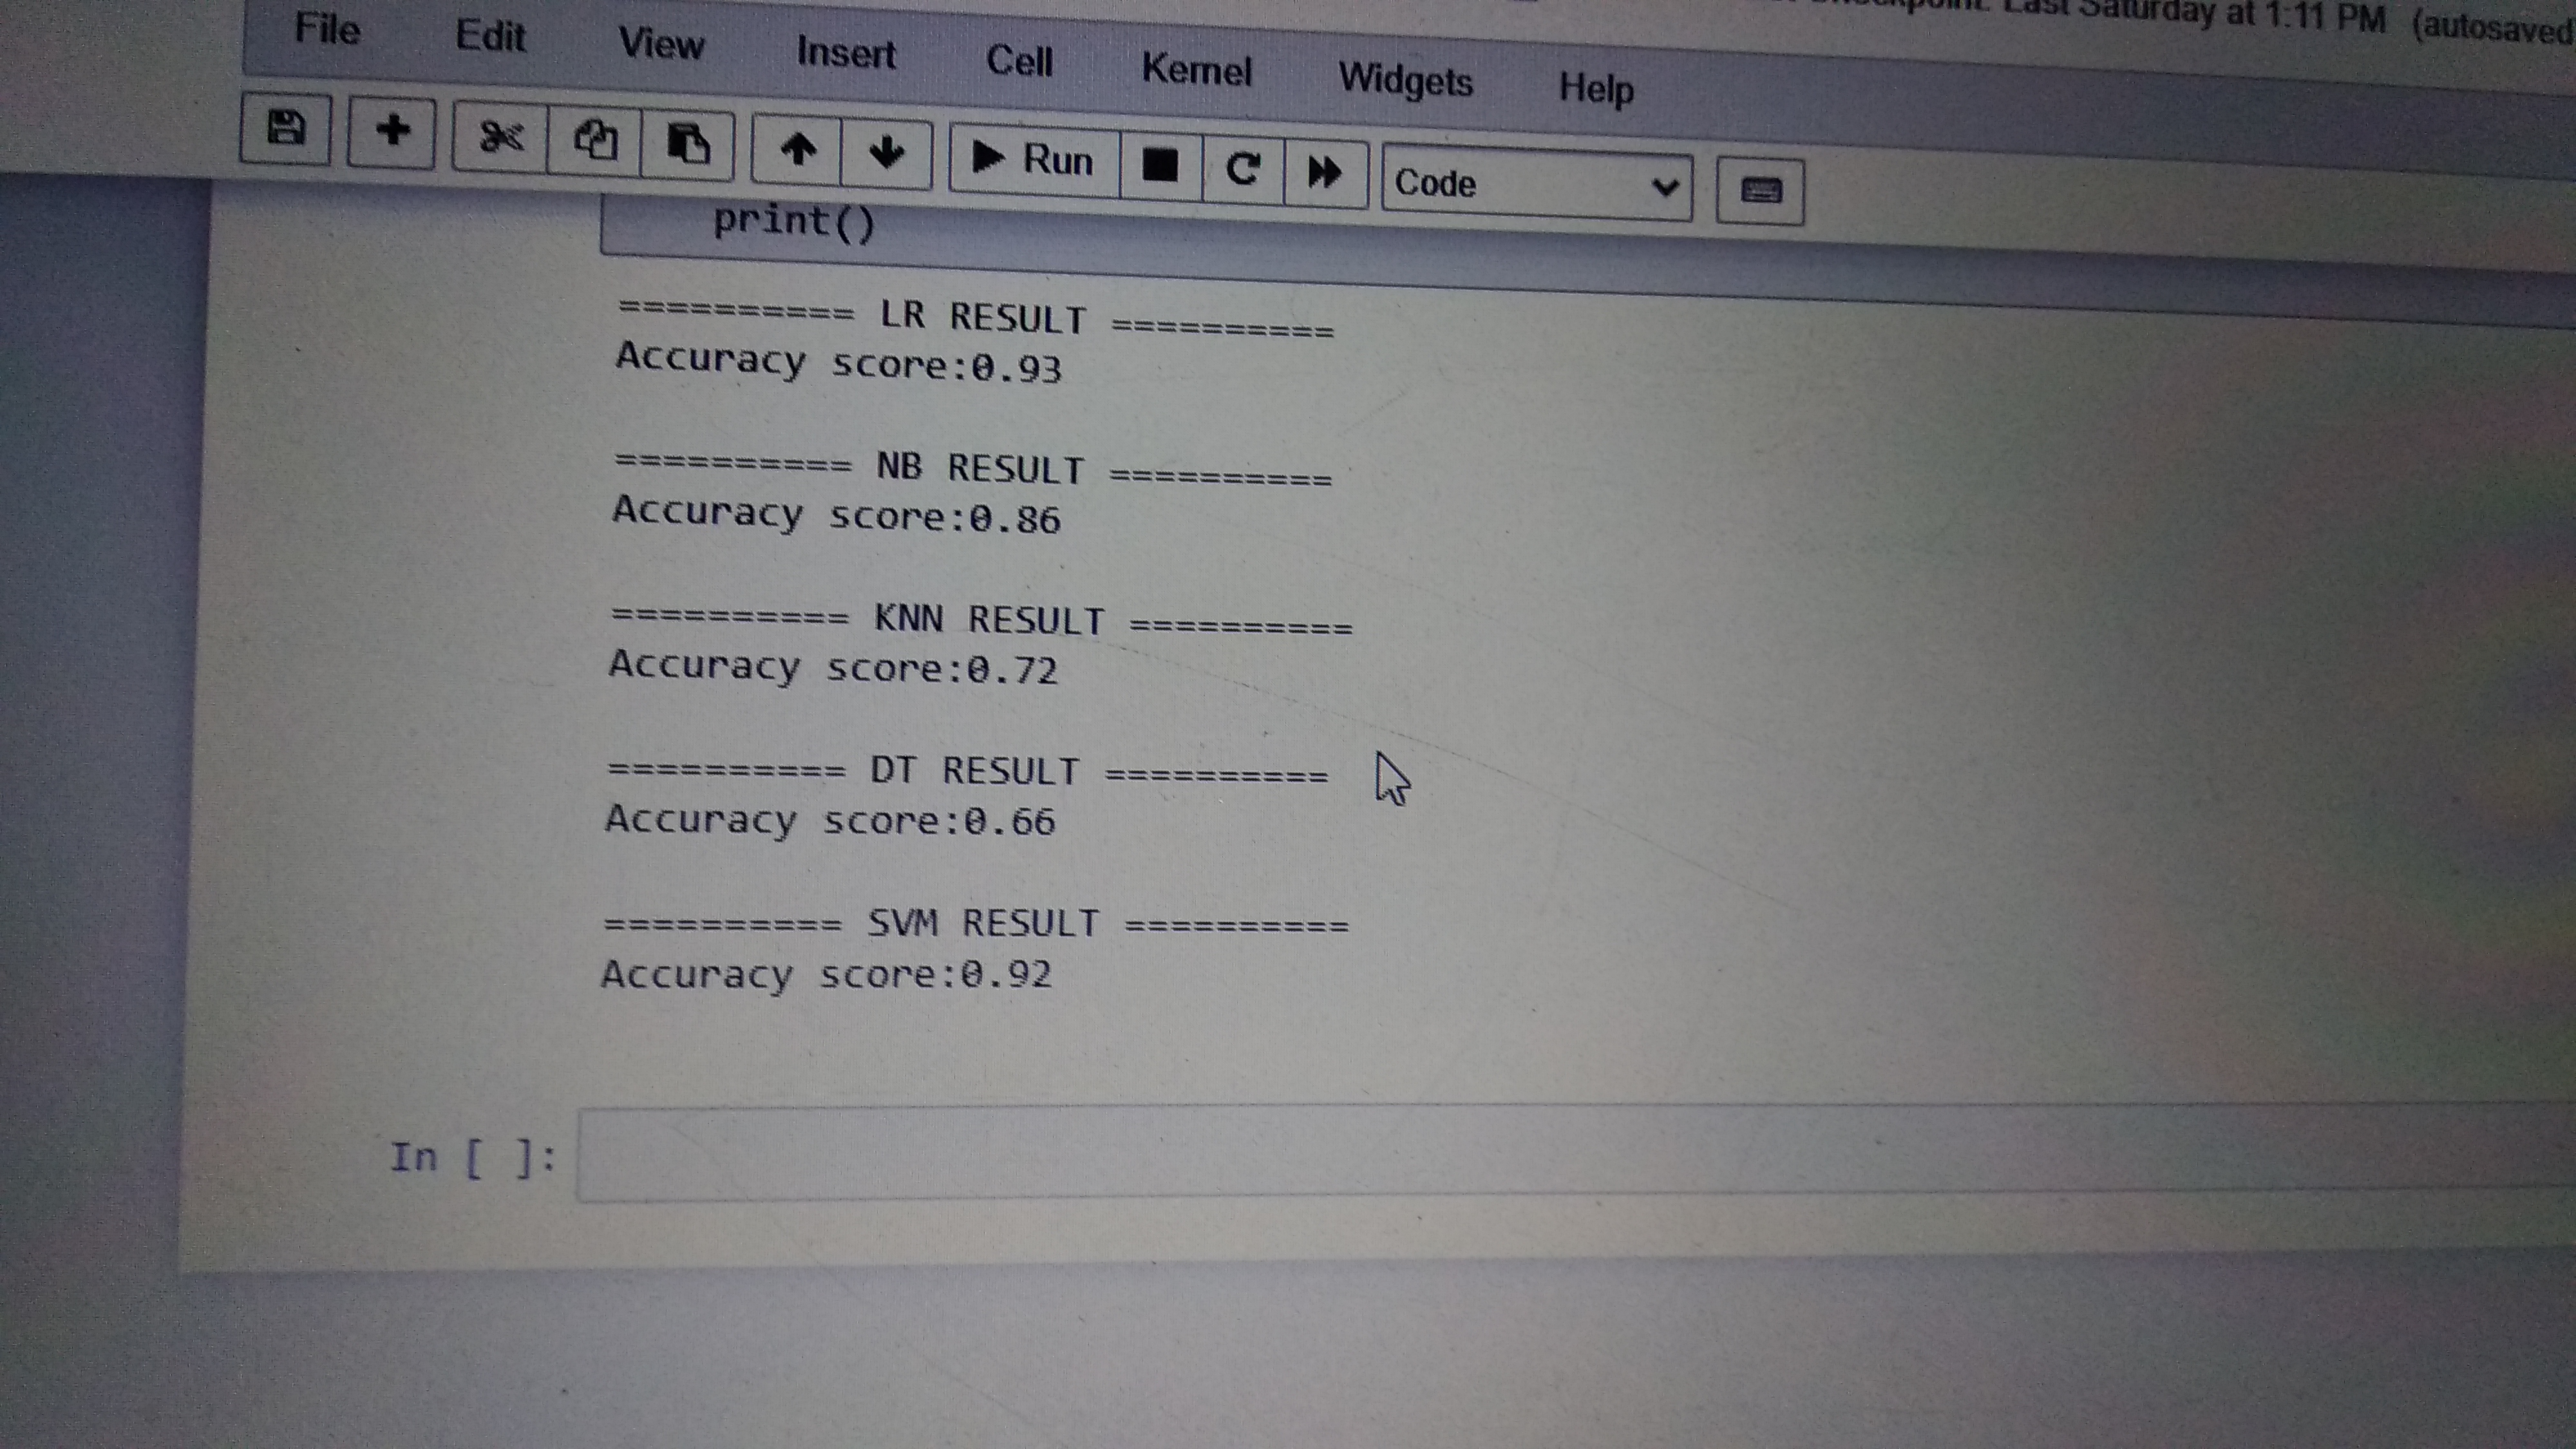 Last Saturday at 1:11 PM (autosaved
File Edit View Insert Cell Kernel Widgets Help
Run Code
print()
========== LR RESULT ==========
Accuracy score:0.93
========== NB RESULT ==========
Accuracy score:0.86
========== KNN RESULT ==========
Accuracy score:0.72
========== DT RESULT ==========
Accuracy score:0.66
========== SVM RESULT ==========
Accuracy score:0.92
In [ ]: